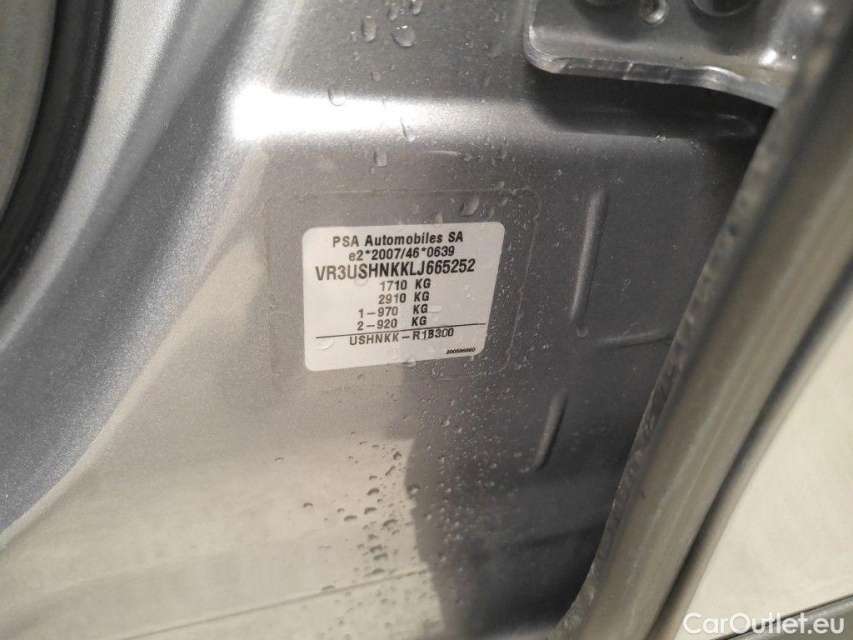 PSA Automobiles SA
e2*2007/46*0639
VR3USHNKKLJ665252
1710 KG
2910 KG
1-970 KG
2-920 KG
USHNKK-R1B300
CarOutlet.eu